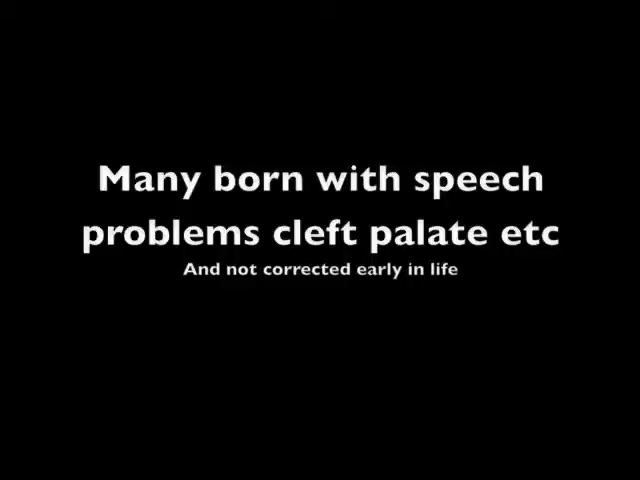 Many born with speech
problems cleft palate etc
And not corrected early in life